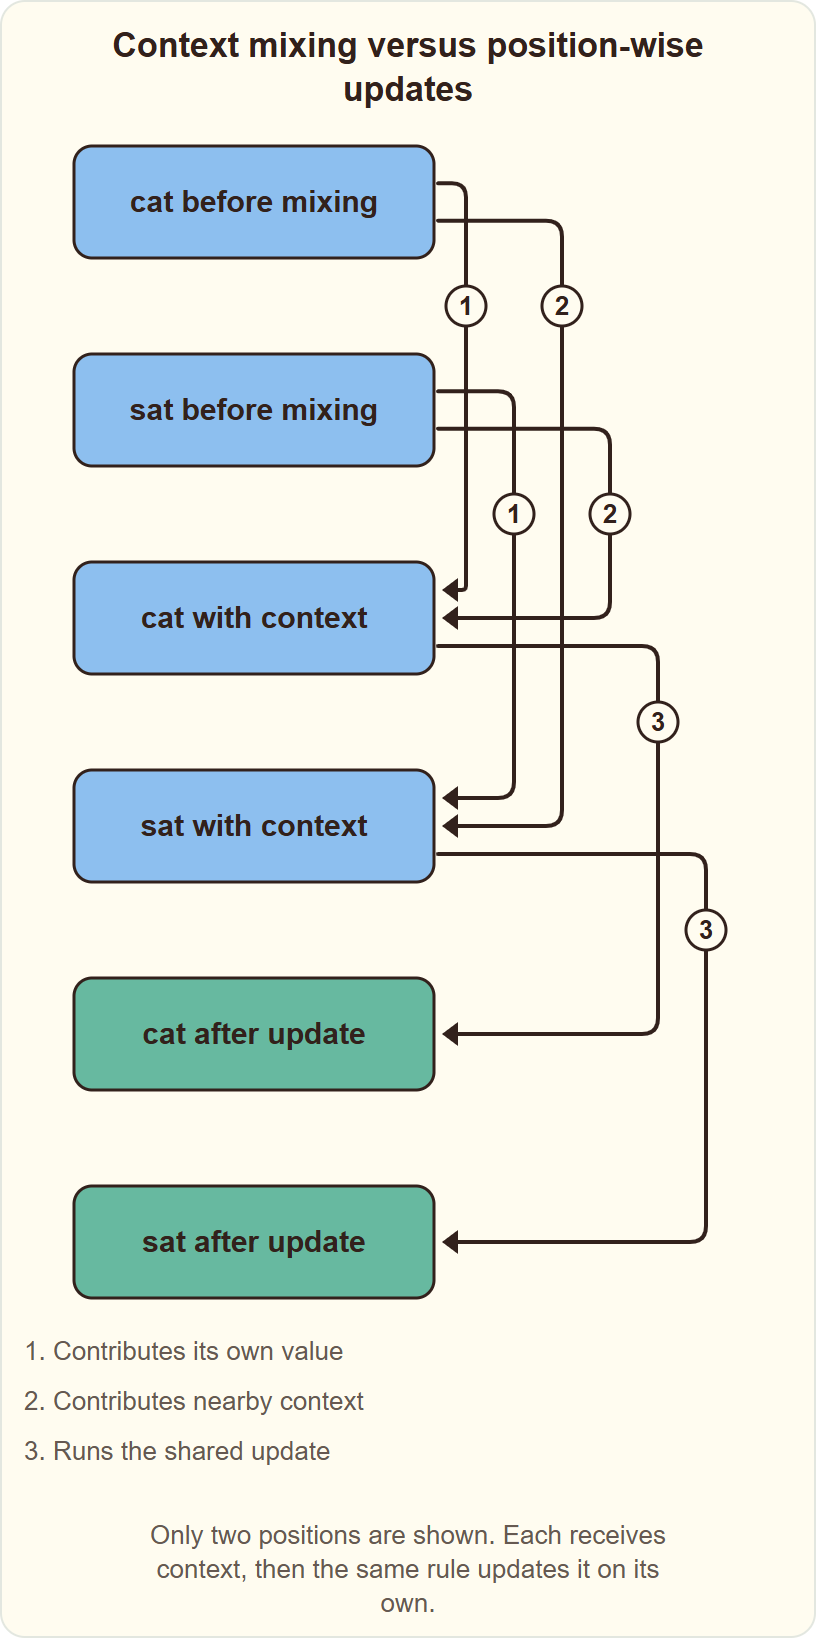 Context mixing versus position-wise
updates
cat before mixing
1
2
sat before mixing
1
2
cat with context
3
sat with context
3
cat after update
sat after update
1. Contributes its own value
2. Contributes nearby context
3. Runs the shared update
Only two positions are shown. Each receives
context, then the same rule updates it on its
own.